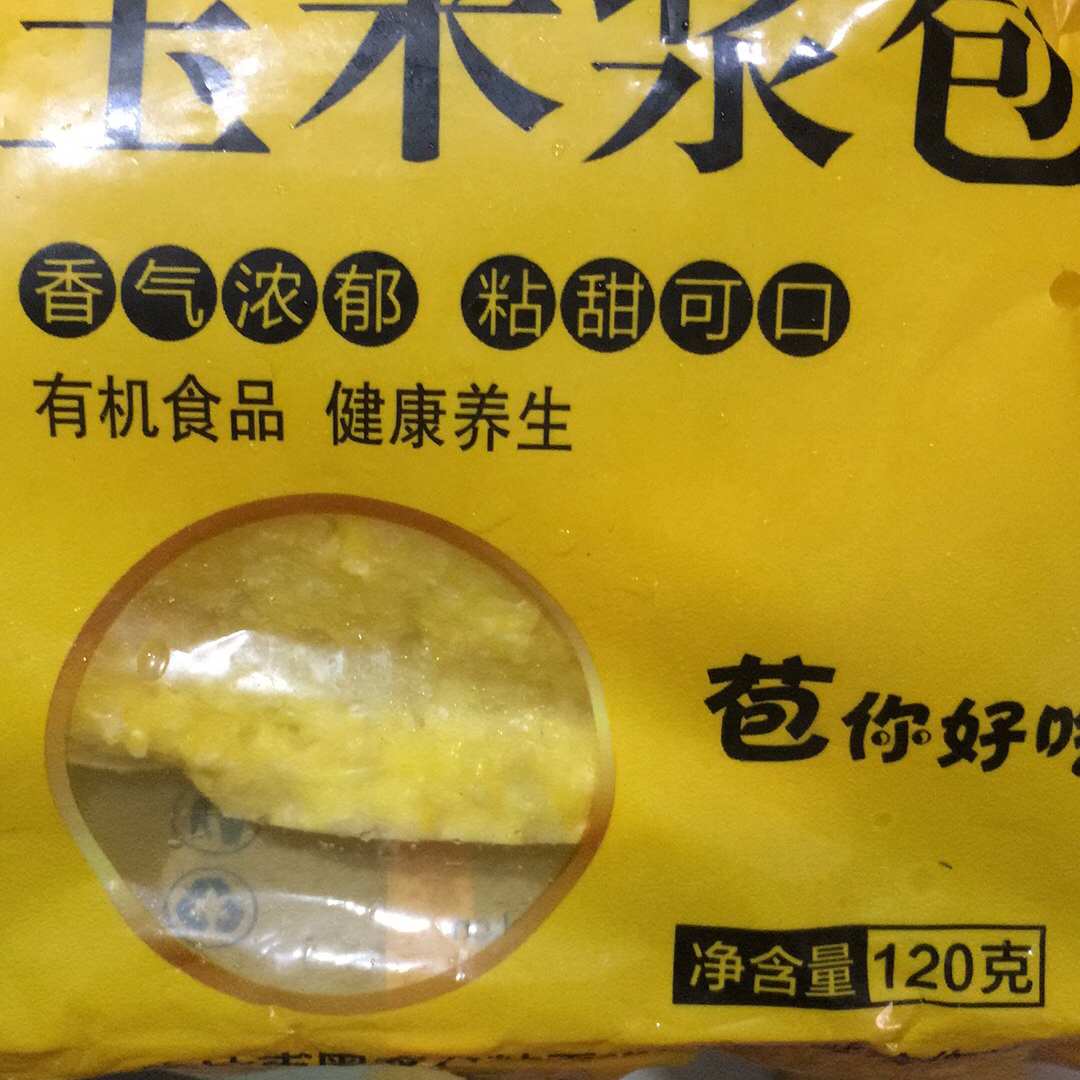 玉米浆包
香气浓郁 粘甜可口
有机食品 健康养生
苞你好吃
净含量 120克